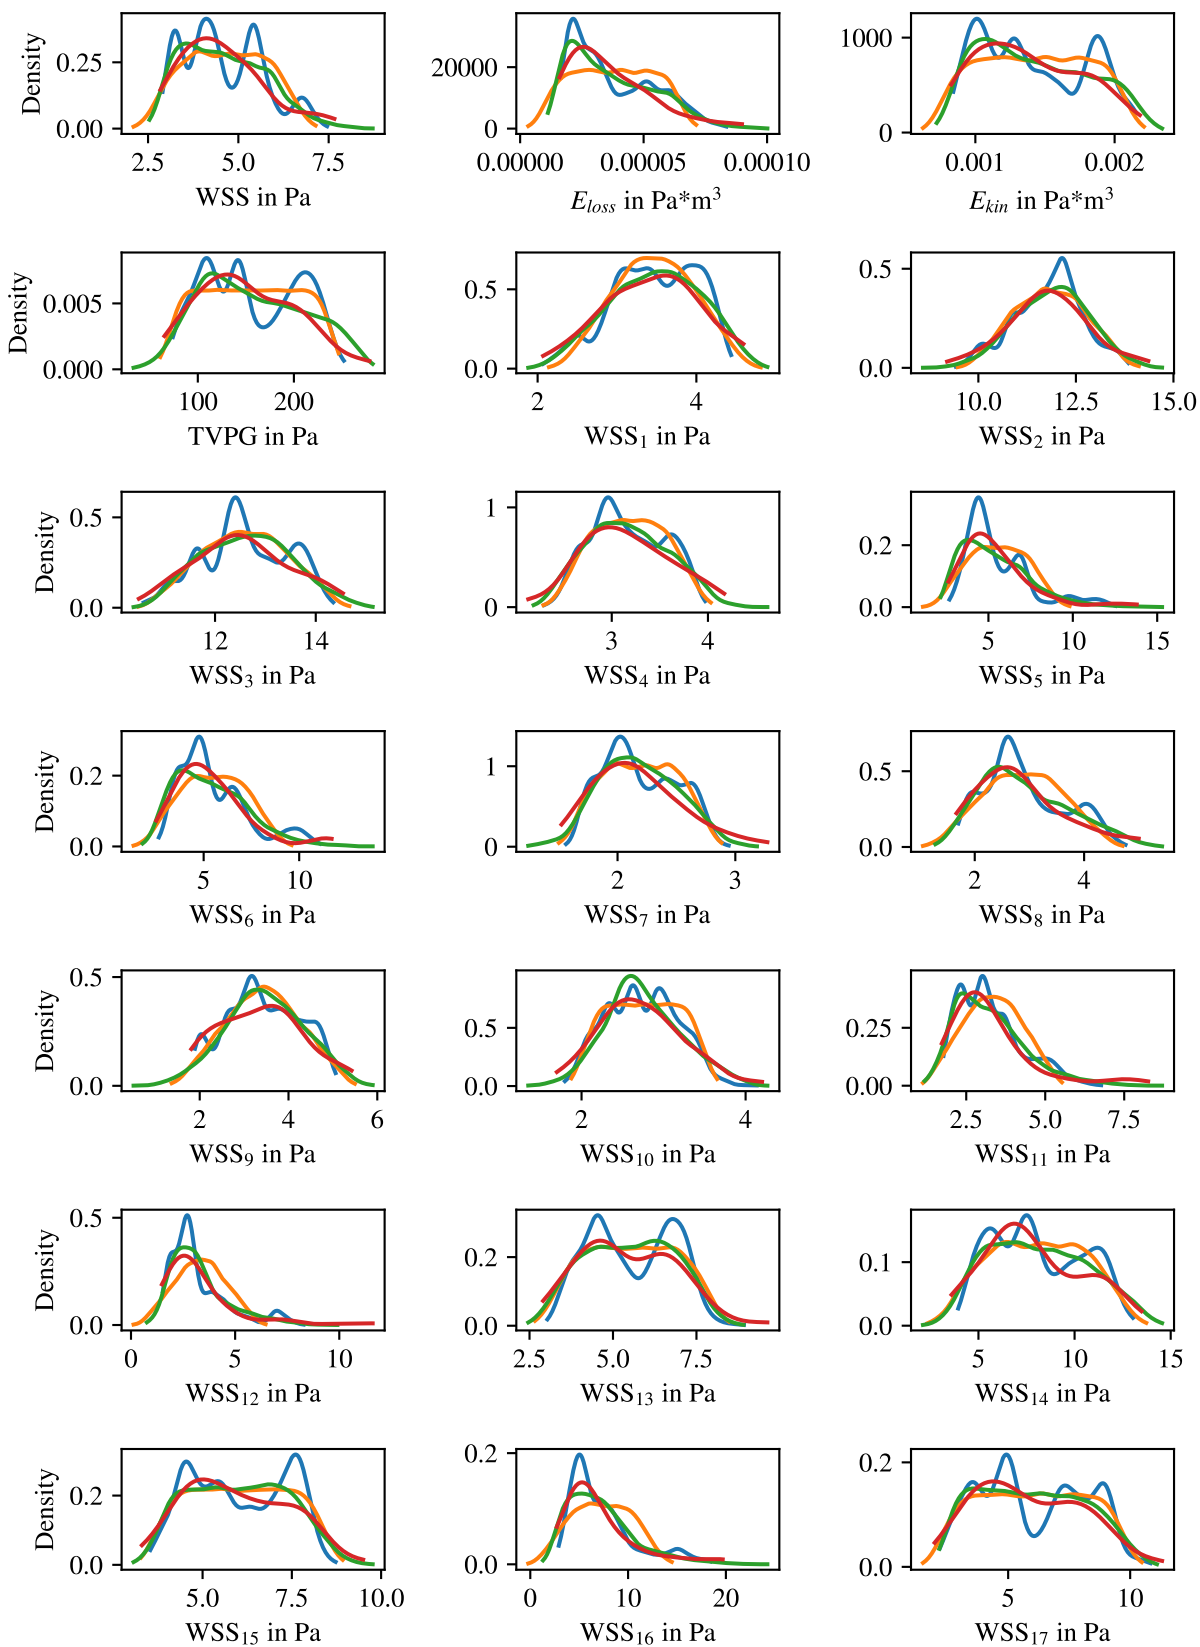 Density
0.25
0.00
2.5 5.0 7.5
WSS in Pa
20000
0
0.00000 0.00005 0.00010
E_loss in Pa*m³
1000
0
0.001 0.002
E_kin in Pa*m³
Density
0.005
0.000
100 200
TVPG in Pa
0.5
0.0
2 4
WSS₁ in Pa
0.5
0.0
10.0 12.5 15.0
WSS₂ in Pa
Density
0.5
0.0
12 14
WSS₃ in Pa
1
0
3 4
WSS₄ in Pa
0.2
0.0
5 10 15
WSS₅ in Pa
Density
0.2
0.0
5 10
WSS₆ in Pa
1
0
2 3
WSS₇ in Pa
0.5
0.0
2 4
WSS₈ in Pa
Density
0.5
0.0
2 4 6
WSS₉ in Pa
0.5
0.0
2 4
WSS₁₀ in Pa
0.25
0.00
2.5 5.0 7.5
WSS₁₁ in Pa
Density
0.5
0.0
0 5 10
WSS₁₂ in Pa
0.2
0.0
2.5 5.0 7.5
WSS₁₃ in Pa
0.1
0.0
5 10 15
WSS₁₄ in Pa
Density
0.2
0.0
5.0 7.5 10.0
WSS₁₅ in Pa
0.2
0.0
0 10 20
WSS₁₆ in Pa
0.2
0.0
5 10
WSS₁₇ in Pa